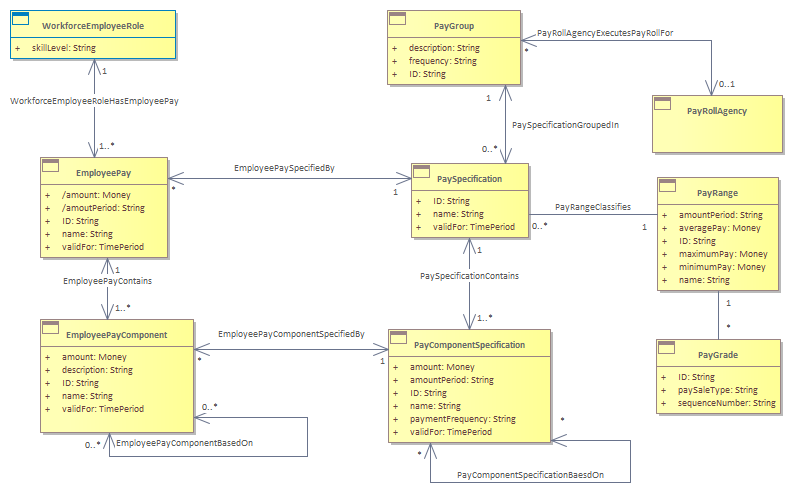 WorkforceEmployeeRole
+ skillLevel: String
1
WorkforceEmployeeRoleHasEmployeePay
1..*
PayGroup
+ description: String
+ frequency: String
+ ID: String
PayRollAgencyExecutesPayRollFor
*
0..1
PayRollAgency
1
PaySpecificationGroupedIn
0..*
EmployeePay
+ /amount: Money
+ /amoutPeriod: String
+ ID: String
+ name: String
+ validFor: TimePeriod
EmployeePaySpecifiedBy
*
1
PaySpecification
+ ID: String
+ name: String
+ validFor: TimePeriod
PayRangeClassifies
0..*
1
PayRange
+ amountPeriod: String
+ averagePay: Money
+ ID: String
+ maximumPay: Money
+ minimumPay: Money
+ name: String
1
EmployeePayContains
1..*
1
PaySpecificationContains
1..*
1
*
EmployeePayComponent
+ amount: Money
+ description: String
+ ID: String
+ name: String
+ validFor: TimePeriod
EmployeePayComponentSpecifiedBy
*
1
PayComponentSpecification
+ amount: Money
+ amountPeriod: String
+ ID: String
+ name: String
+ paymentFrequency: String
+ validFor: TimePeriod
PayGrade
+ ID: String
+ paySaleType: String
+ sequenceNumber: String
0..*
0..*
EmployeePayComponentBasedOn
*
*
PayComponentSpecificationBaesdOn